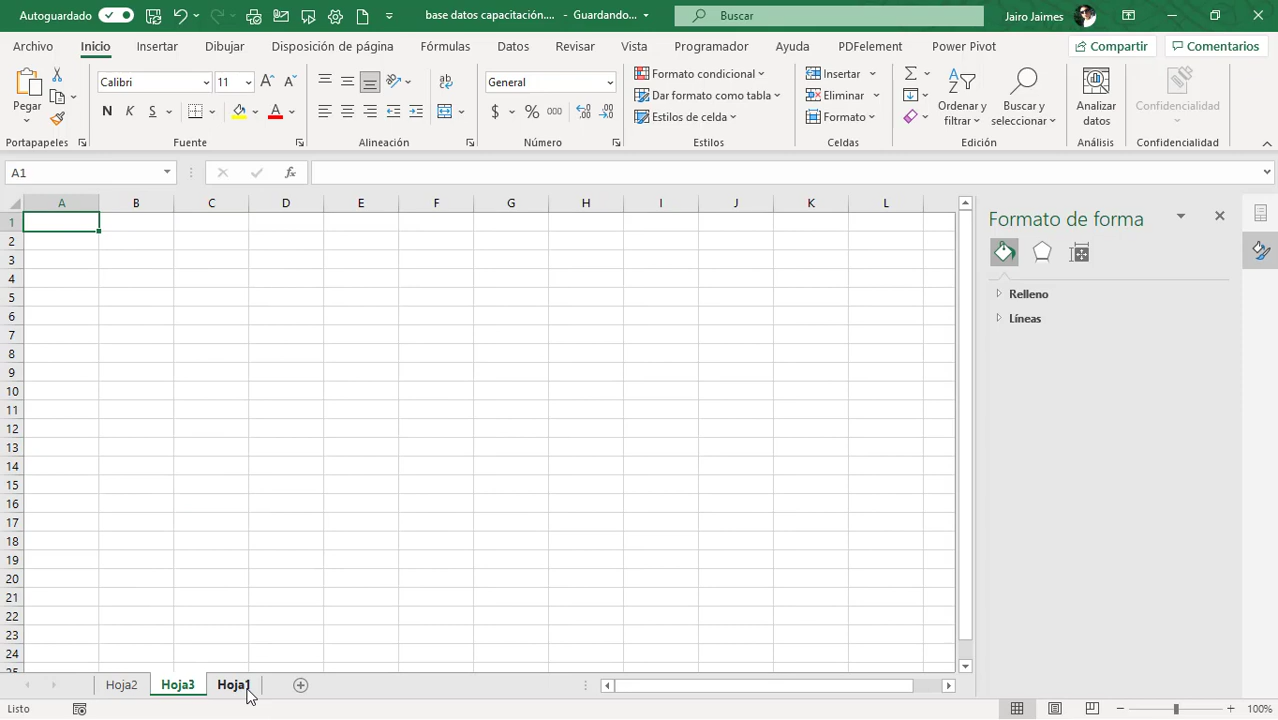 Autoguardado base datos capacitación.... - Guardando... Buscar Jairo Jaimes
Archivo Inicio Insertar Dibujar Disposición de página Fórmulas Datos Revisar Vista Programador Ayuda PDFelement Power Pivot Compartir Comentarios
Pegar
Calibri 11
N K S A
General
$ % 000
Formato condicional
Dar formato como tabla
Estilos de celda
Insertar
Eliminar
Formato
Ordenar y
filtrar
Buscar y
seleccionar
Analizar
datos
Confidencialidad
Portapapeles Fuente Alineación Número Estilos Celdas Edición Análisis Confidencialidad
A1 fx
A B C D E F G H I J K L
1
2
3
4
5
6
7
8
9
10
11
12
13
14
15
16
17
18
19
20
21
22
23
24
Formato de forma
Relleno
Líneas
Hoja2 Hoja3 Hoja1
Listo 100%